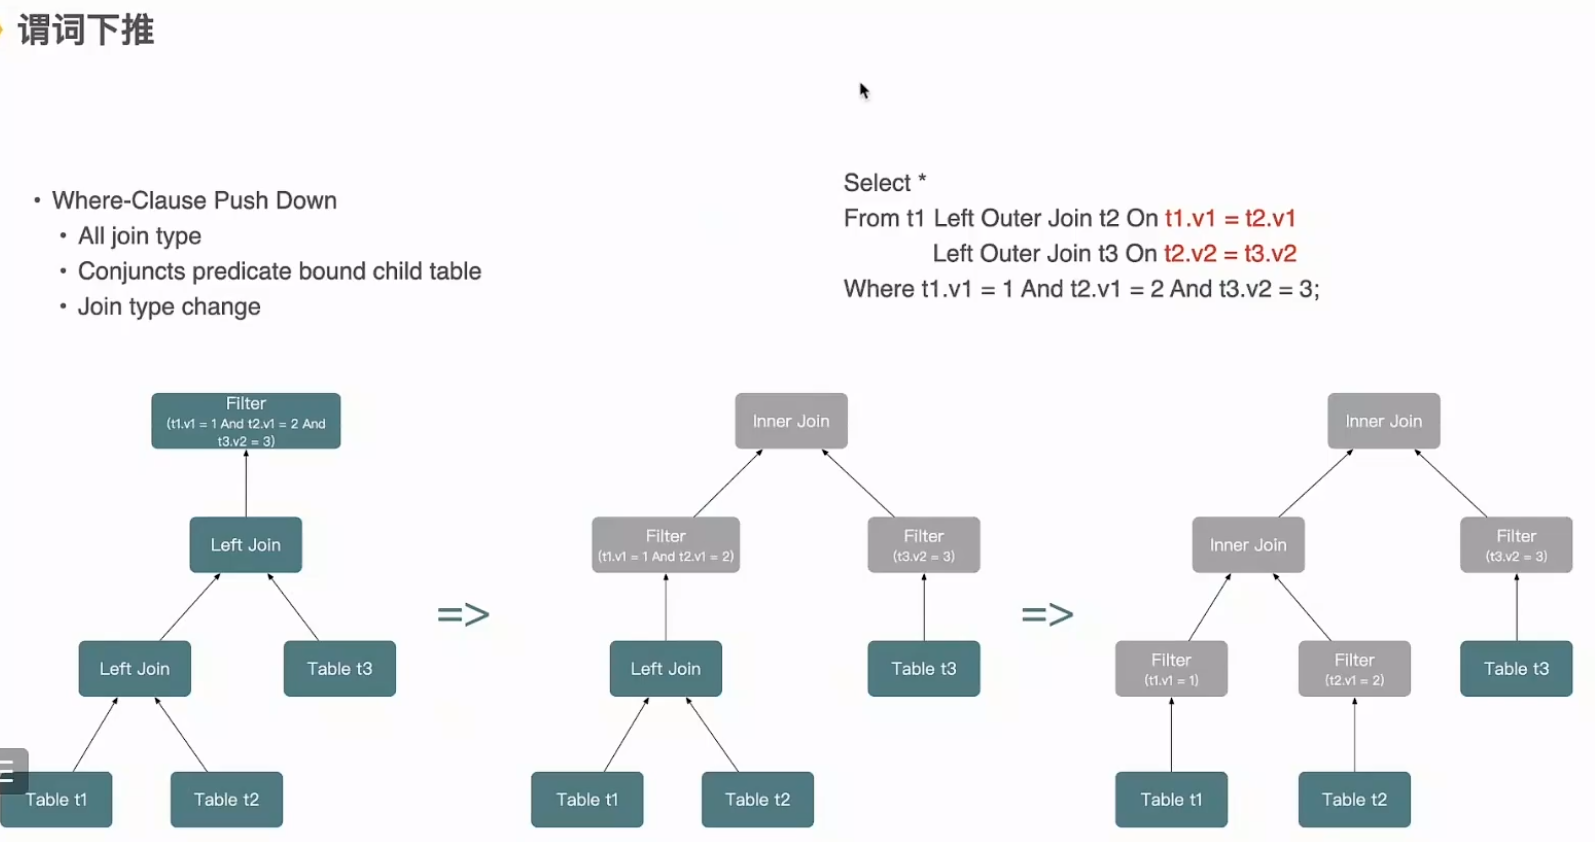 谓词下推
• Where-Clause Push Down
• All join type
• Conjuncts predicate bound child table
• Join type change
Select *
From t1 Left Outer Join t2 On t1.v1 = t2.v1
Left Outer Join t3 On t2.v2 = t3.v2
Where t1.v1 = 1 And t2.v1 = 2 And t3.v2 = 3;
Filter
(t1.v1 = 1 And t2.v1 = 2 And
t3.v2 = 3)
Left Join
Left Join
Table t3
Table t1
Table t2
=>
Inner Join
Filter
(t1.v1 = 1 And t2.v1 = 2)
Filter
(t3.v2 = 3)
Left Join
Table t3
Table t1
Table t2
=>
Inner Join
Inner Join
Filter
(t3.v2 = 3)
Filter
(t1.v1 = 1)
Filter
(t2.v1 = 2)
Table t3
Table t1
Table t2